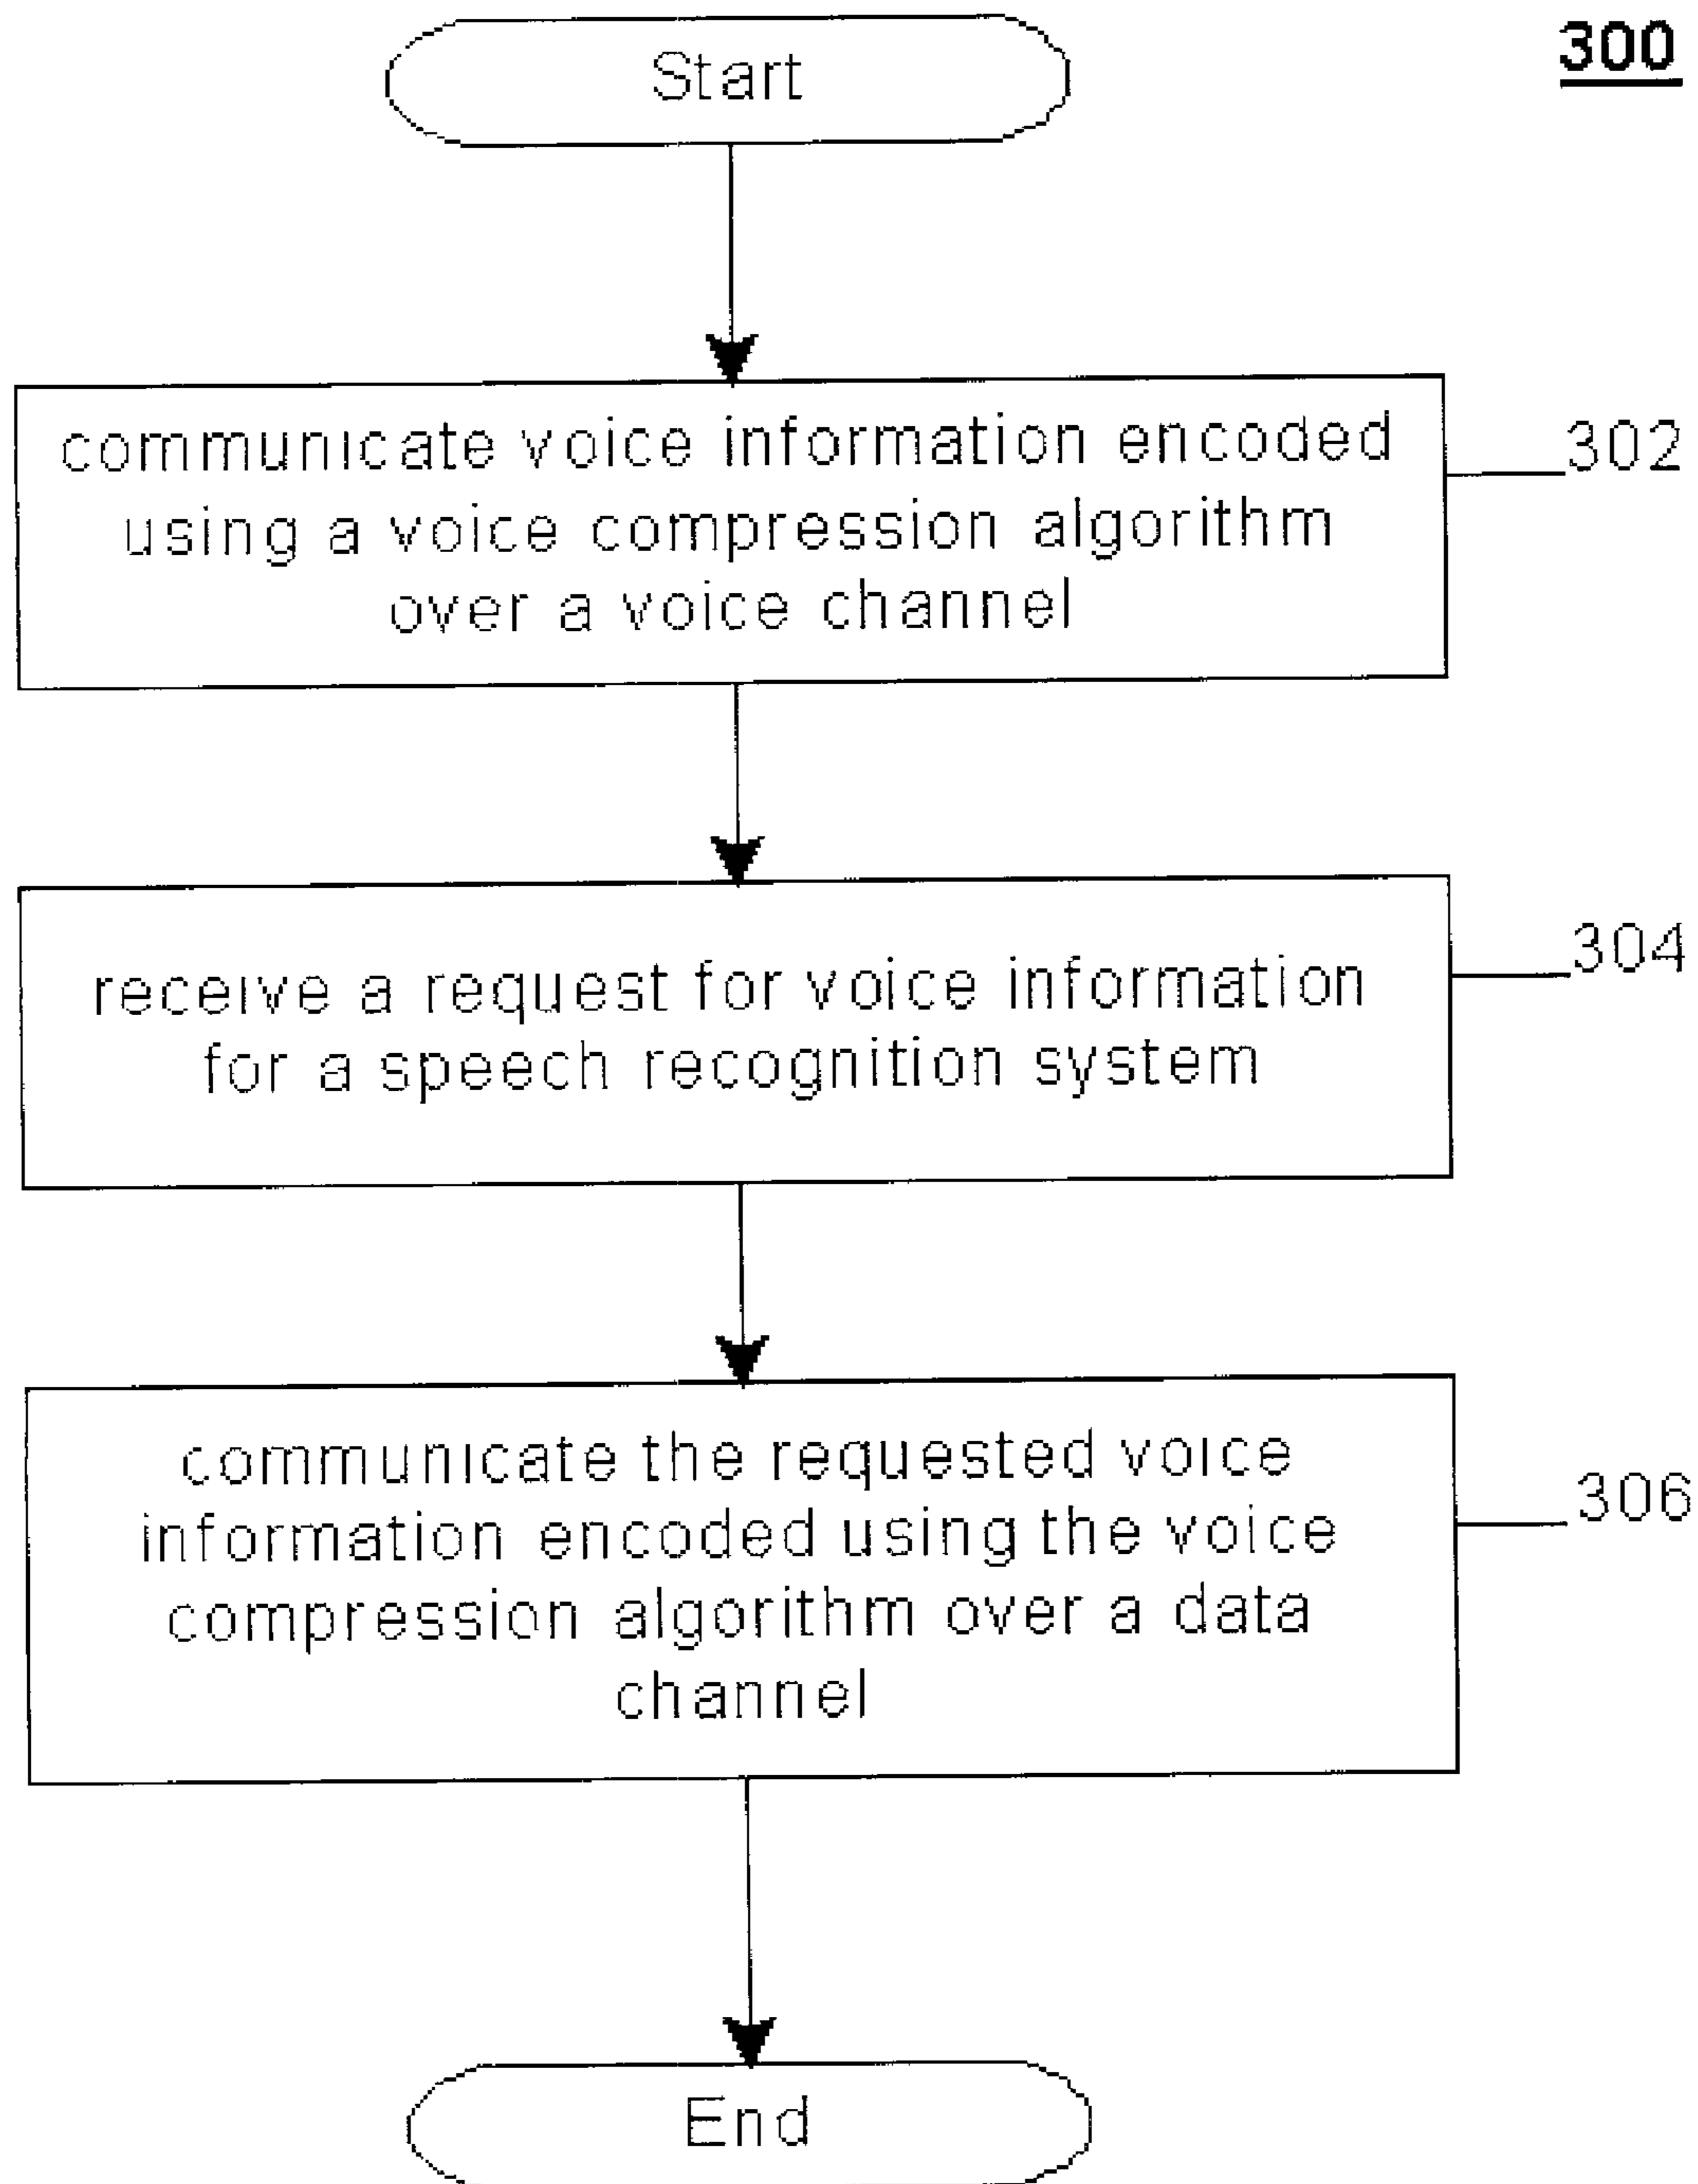 300
Start
communicate voice information encoded
using a voice compression algorithm
over a voice channel
302
receive a request for voice information
for a speech recognition system
304
communicate the requested voice
information encoded using the voice
compression algorithm over a data
channel
306
End